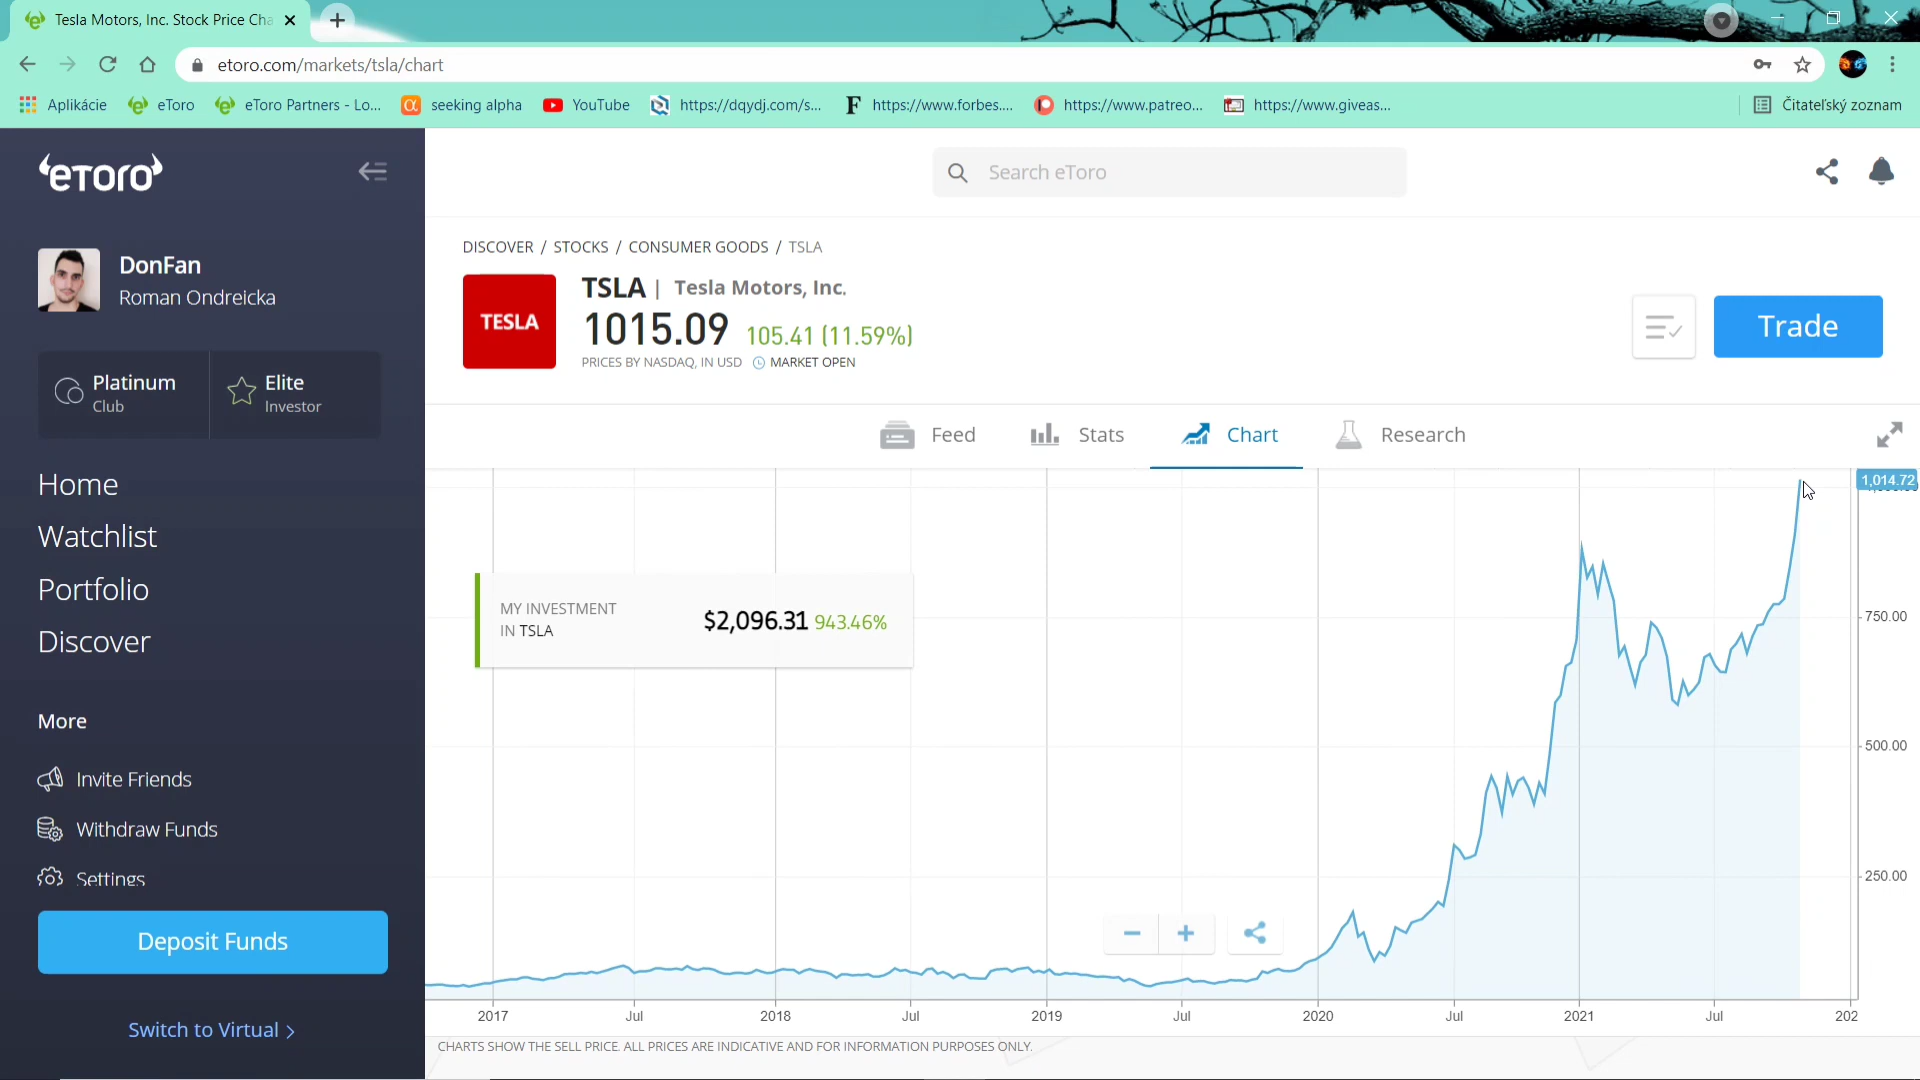 Tesla Motors, Inc. Stock Price Cha
etoro.com/markets/tsla/chart
Aplikácie
eToro
eToro Partners - Lo...
seeking alpha
YouTube
https://dqydj.com/s...
https://www.forbes....
https://www.patreo...
https://www.giveas...
Čitateľský zoznam
eToro
Search eToro
DonFan
Roman Ondreicka
Platinum
Club
Elite
Investor
Home
Watchlist
Portfolio
Discover
More
Invite Friends
Withdraw Funds
Settings
Deposit Funds
Switch to Virtual >
DISCOVER / STOCKS / CONSUMER GOODS / TSLA
TESLA
TSLA | Tesla Motors, Inc.
1015.09 105.41 (11.59%)
PRICES BY NASDAQ, IN USD MARKET OPEN
Trade
Feed
Stats
Chart
Research
1,014.72
MY INVESTMENT
IN TSLA
$2,096.31 943.46%
750.00
500.00
250.00
2017
Jul
2018
Jul
2019
Jul
2020
Jul
2021
Jul
202
CHARTS SHOW THE SELL PRICE. ALL PRICES ARE INDICATIVE AND FOR INFORMATION PURPOSES ONLY.